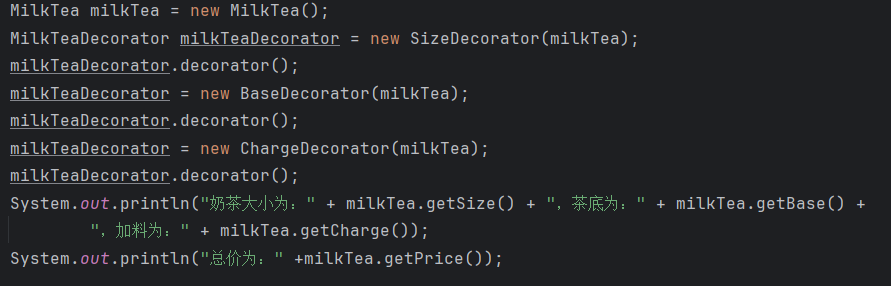 MilkTea milkTea = new MilkTea();
MilkTeaDecorator milkTeaDecorator = new SizeDecorator(milkTea);
milkTeaDecorator.decorator();
milkTeaDecorator = new BaseDecorator(milkTea);
milkTeaDecorator.decorator();
milkTeaDecorator = new ChargeDecorator(milkTea);
milkTeaDecorator.decorator();
System.out.println("奶茶大小为：" + milkTea.getSize() + "，茶底为：" + milkTea.getBase() +
"，加料为：" + milkTea.getCharge());
System.out.println("总价为：" +milkTea.getPrice());